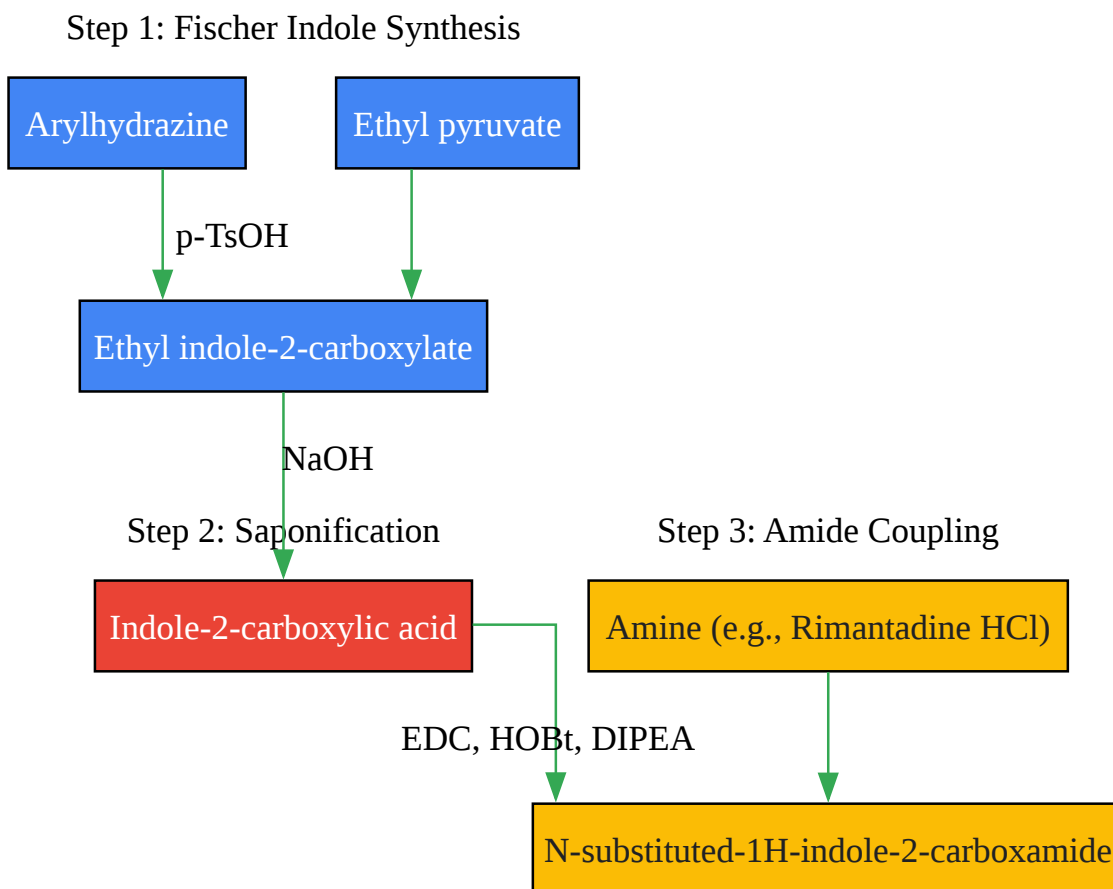 Step 1: Fischer Indole Synthesis
Arylhydrazine
Ethyl pyruvate
p-TsOH
Ethyl indole-2-carboxylate
NaOH
Step 2: Saponification
Step 3: Amide Coupling
Indole-2-carboxylic acid
Amine (e.g., Rimantadine HCl)
EDC, HOBt, DIPEA
N-substituted-1H-indole-2-carboxamide